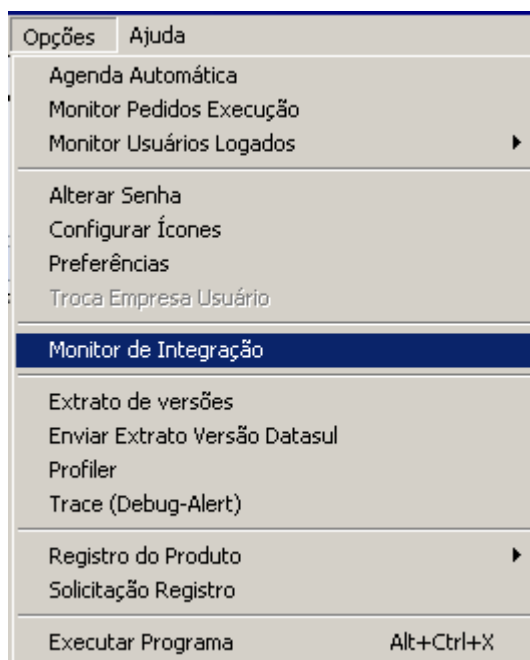 Opções Ajuda
Agenda Automática
Monitor Pedidos Execução
Monitor Usuários Logados
Alterar Senha
Configurar Ícones
Preferências
Troca Empresa Usuário
Monitor de Integração
Extrato de versões
Enviar Extrato Versão Datasul
Profiler
Trace (Debug-Alert)
Registro do Produto
Solicitação Registro
Executar Programa Alt+Ctrl+X